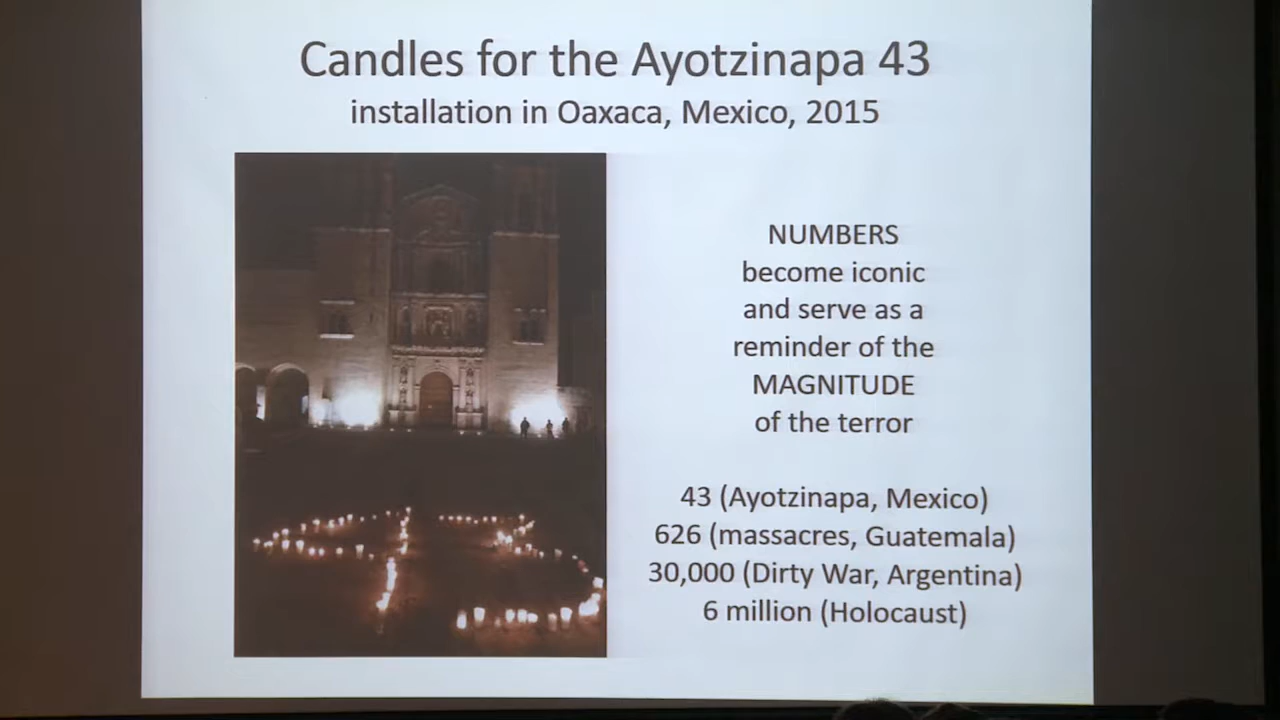 Candles for the Ayotzinapa 43
installation in Oaxaca, Mexico, 2015
NUMBERS
become iconic
and serve as a
reminder of the
MAGNITUDE
of the terror
43 (Ayotzinapa, Mexico)
626 (massacres, Guatemala)
30,000 (Dirty War, Argentina)
6 million (Holocaust)
43